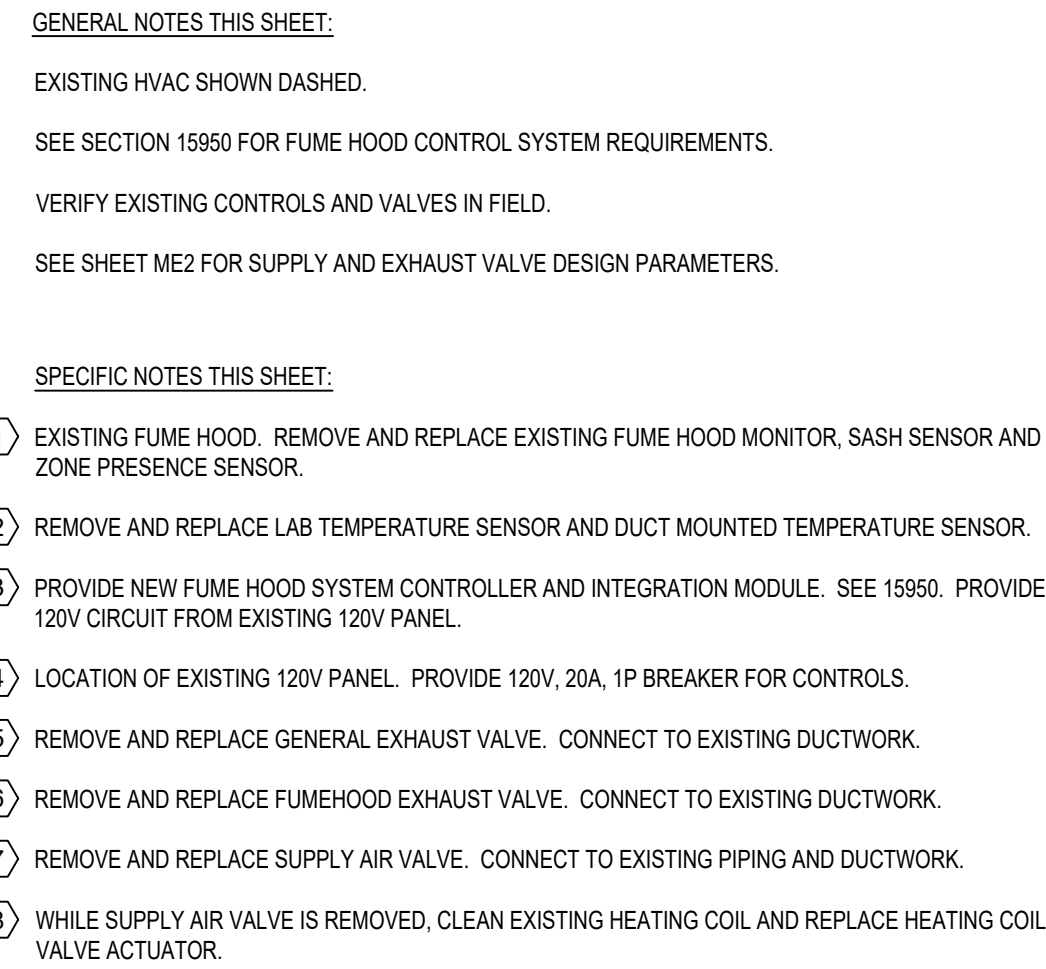 GENERAL NOTES THIS SHEET:
EXISTING HVAC SHOWN DASHED.
SEE SECTION 15950 FOR FUME HOOD CONTROL SYSTEM REQUIREMENTS.
VERIFY EXISTING CONTROLS AND VALVES IN FIELD.
SEE SHEET ME2 FOR SUPPLY AND EXHAUST VALVE DESIGN PARAMETERS.
SPECIFIC NOTES THIS SHEET:
EXISTING FUME HOOD. REMOVE AND REPLACE EXISTING FUME HOOD MONITOR, SASH SENSOR AND
ZONE PRESENCE SENSOR.
2 REMOVE AND REPLACE LAB TEMPERATURE SENSOR AND DUCT MOUNTED TEMPERATURE SENSOR.
3 PROVIDE NEW FUME HOOD SYSTEM CONTROLLER AND INTEGRATION MODULE. SEE 15950. PROVIDE
120V CIRCUIT FROM EXISTING 120V PANEL.
4 LOCATION OF EXISTING 120V PANEL. PROVIDE 120V, 20A, 1P BREAKER FOR CONTROLS.
5 REMOVE AND REPLACE GENERAL EXHAUST VALVE. CONNECT TO EXISTING DUCTWORK.
6 REMOVE AND REPLACE FUMEHOOD EXHAUST VALVE. CONNECT TO EXISTING DUCTWORK.
7 REMOVE AND REPLACE SUPPLY AIR VALVE. CONNECT TO EXISTING PIPING AND DUCTWORK.
8 WHILE SUPPLY AIR VALVE IS REMOVED, CLEAN EXISTING HEATING COIL AND REPLACE HEATING COIL
VALVE ACTUATOR.